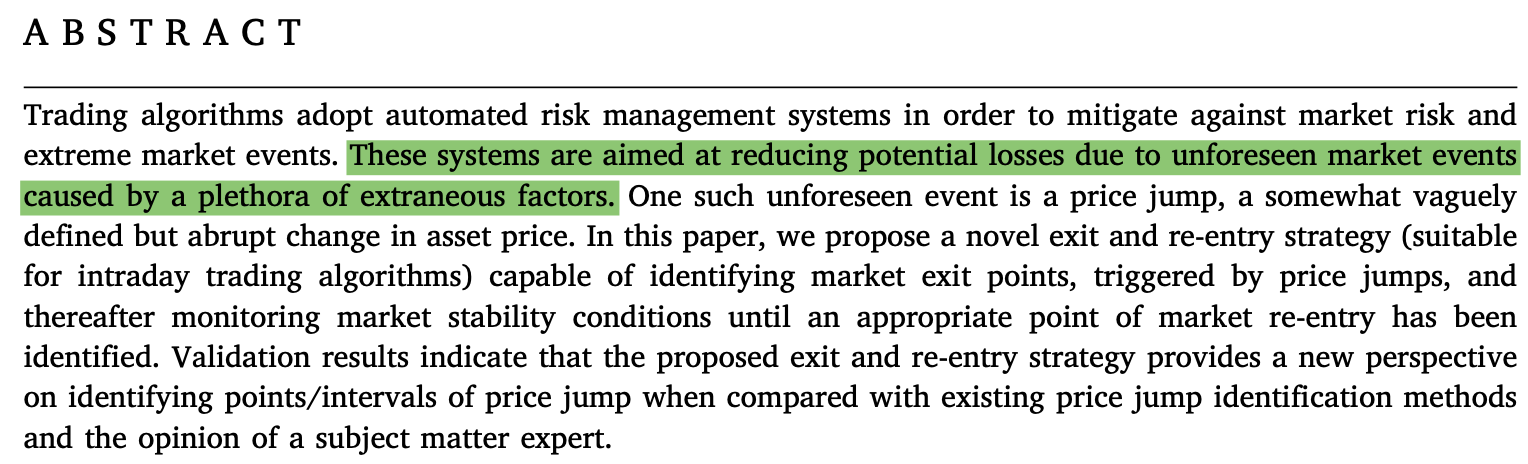 ABSTRACT
Trading algorithms adopt automated risk management systems in order to mitigate against market risk and
extreme market events. These systems are aimed at reducing potential losses due to unforeseen market events
caused by a plethora of extraneous factors. One such unforeseen event is a price jump, a somewhat vaguely
defined but abrupt change in asset price. In this paper, we propose a novel exit and re-entry strategy (suitable
for intraday trading algorithms) capable of identifying market exit points, triggered by price jumps, and
thereafter monitoring market stability conditions until an appropriate point of market re-entry has been
identified. Validation results indicate that the proposed exit and re-entry strategy provides a new perspective
on identifying points/intervals of price jump when compared with existing price jump identification methods
and the opinion of a subject matter expert.